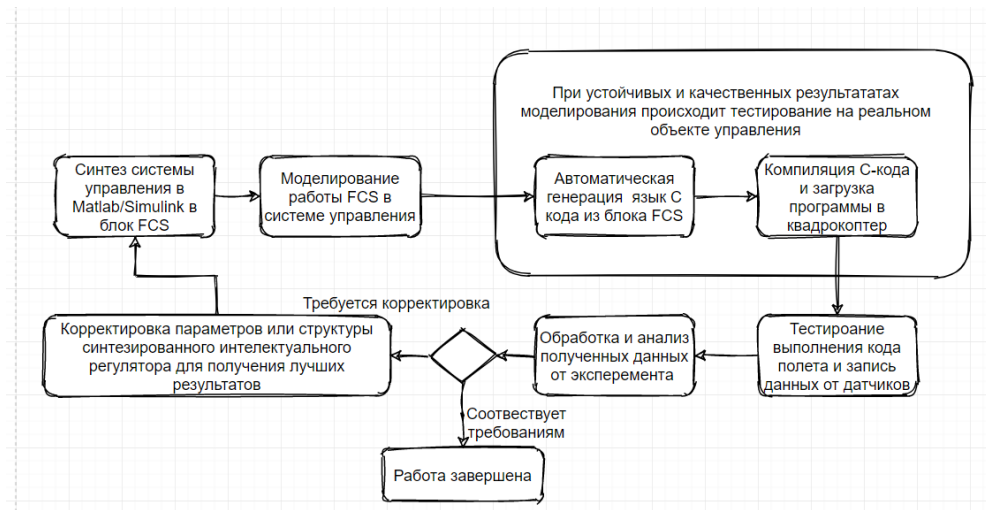 При устойчивых и качественных результатах
моделирования происходит тестирование на реальном
объекте управления
Синтез системы
управления в
Matlab/Simulink в
блок FCS
Моделирование
работы FCS в
системе управления
Автоматическая
генерация язык С
кода из блока FCS
Компиляция С-кода
и загрузка
программы в
квадрокоптер
Требуется корректировка
Корректировка параметров или структуры
синтезированного интелектуального
регулятора для получения лучших
результатов
Обработка и анализ
полученных данных
от эксперемента
Тестироание
выполнения кода
полета и запись
данных от датчиков
Соотвествует
требованиям
Работа завершена